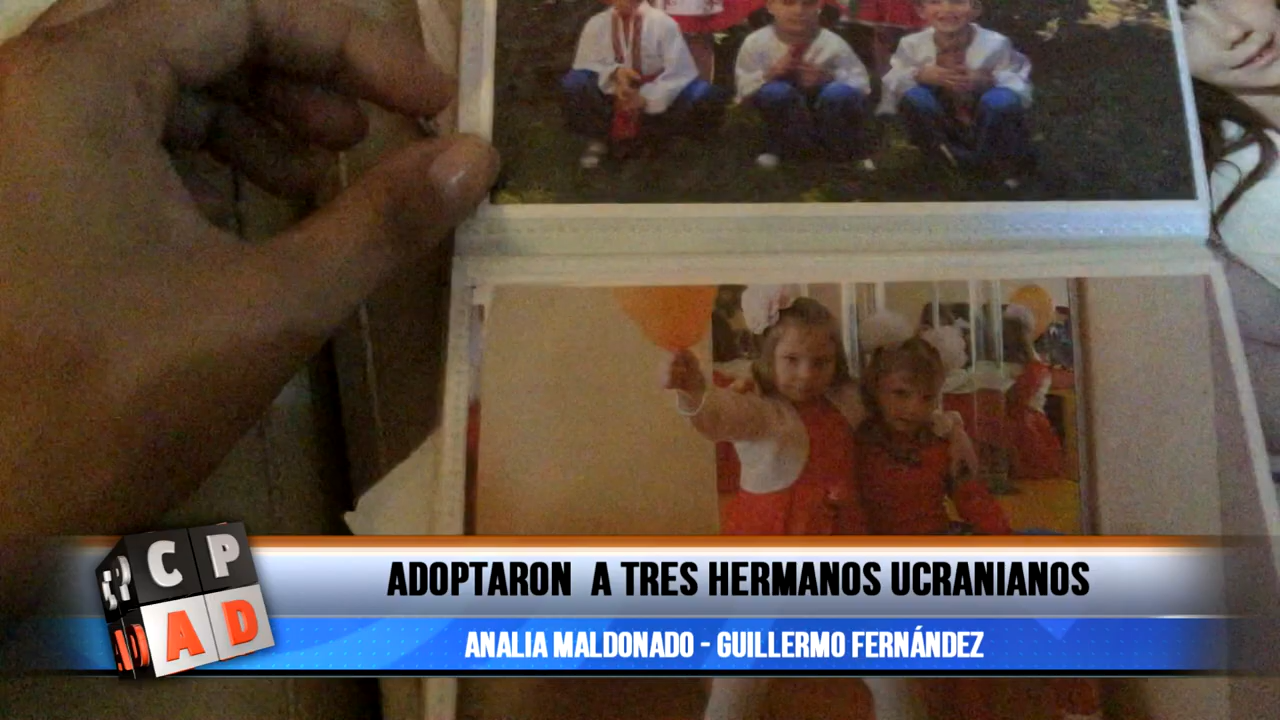 CP
AD
ADOPTARON A TRES HERMANOS UCRANIANOS
ANALIA MALDONADO - GUILLERMO FERNÁNDEZ